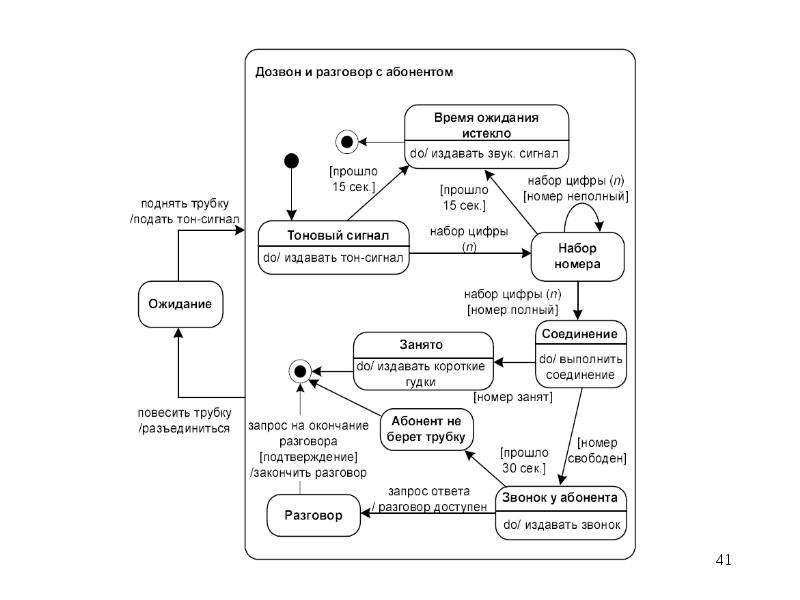 Дозвон и разговор с абонентом
Время ожидания
истекло
do/ издавать звук. сигнал
[прошло
15 сек.]
[прошло
15 сек.]
набор цифры (n)
[номер неполный]
поднять трубку
/подать тон-сигнал
Тоновый сигнал
do/ издавать тон-сигнал
набор цифры
(n)
Набор
номера
Ожидание
набор цифры (n)
[номер полный]
Соединение
do/ выполнить
соединение
Занято
do/ издавать короткие
гудки
[номер занят]
повесить трубку
/разъединиться
запрос на окончание
разговора
[подтверждение]
/закончить разговор
Абонент не
берет трубку
[прошло
30 сек.]
[номер
свободен]
Звонок у абонента
do/ издавать звонок
запрос ответа
/ разговор доступен
Разговор
41